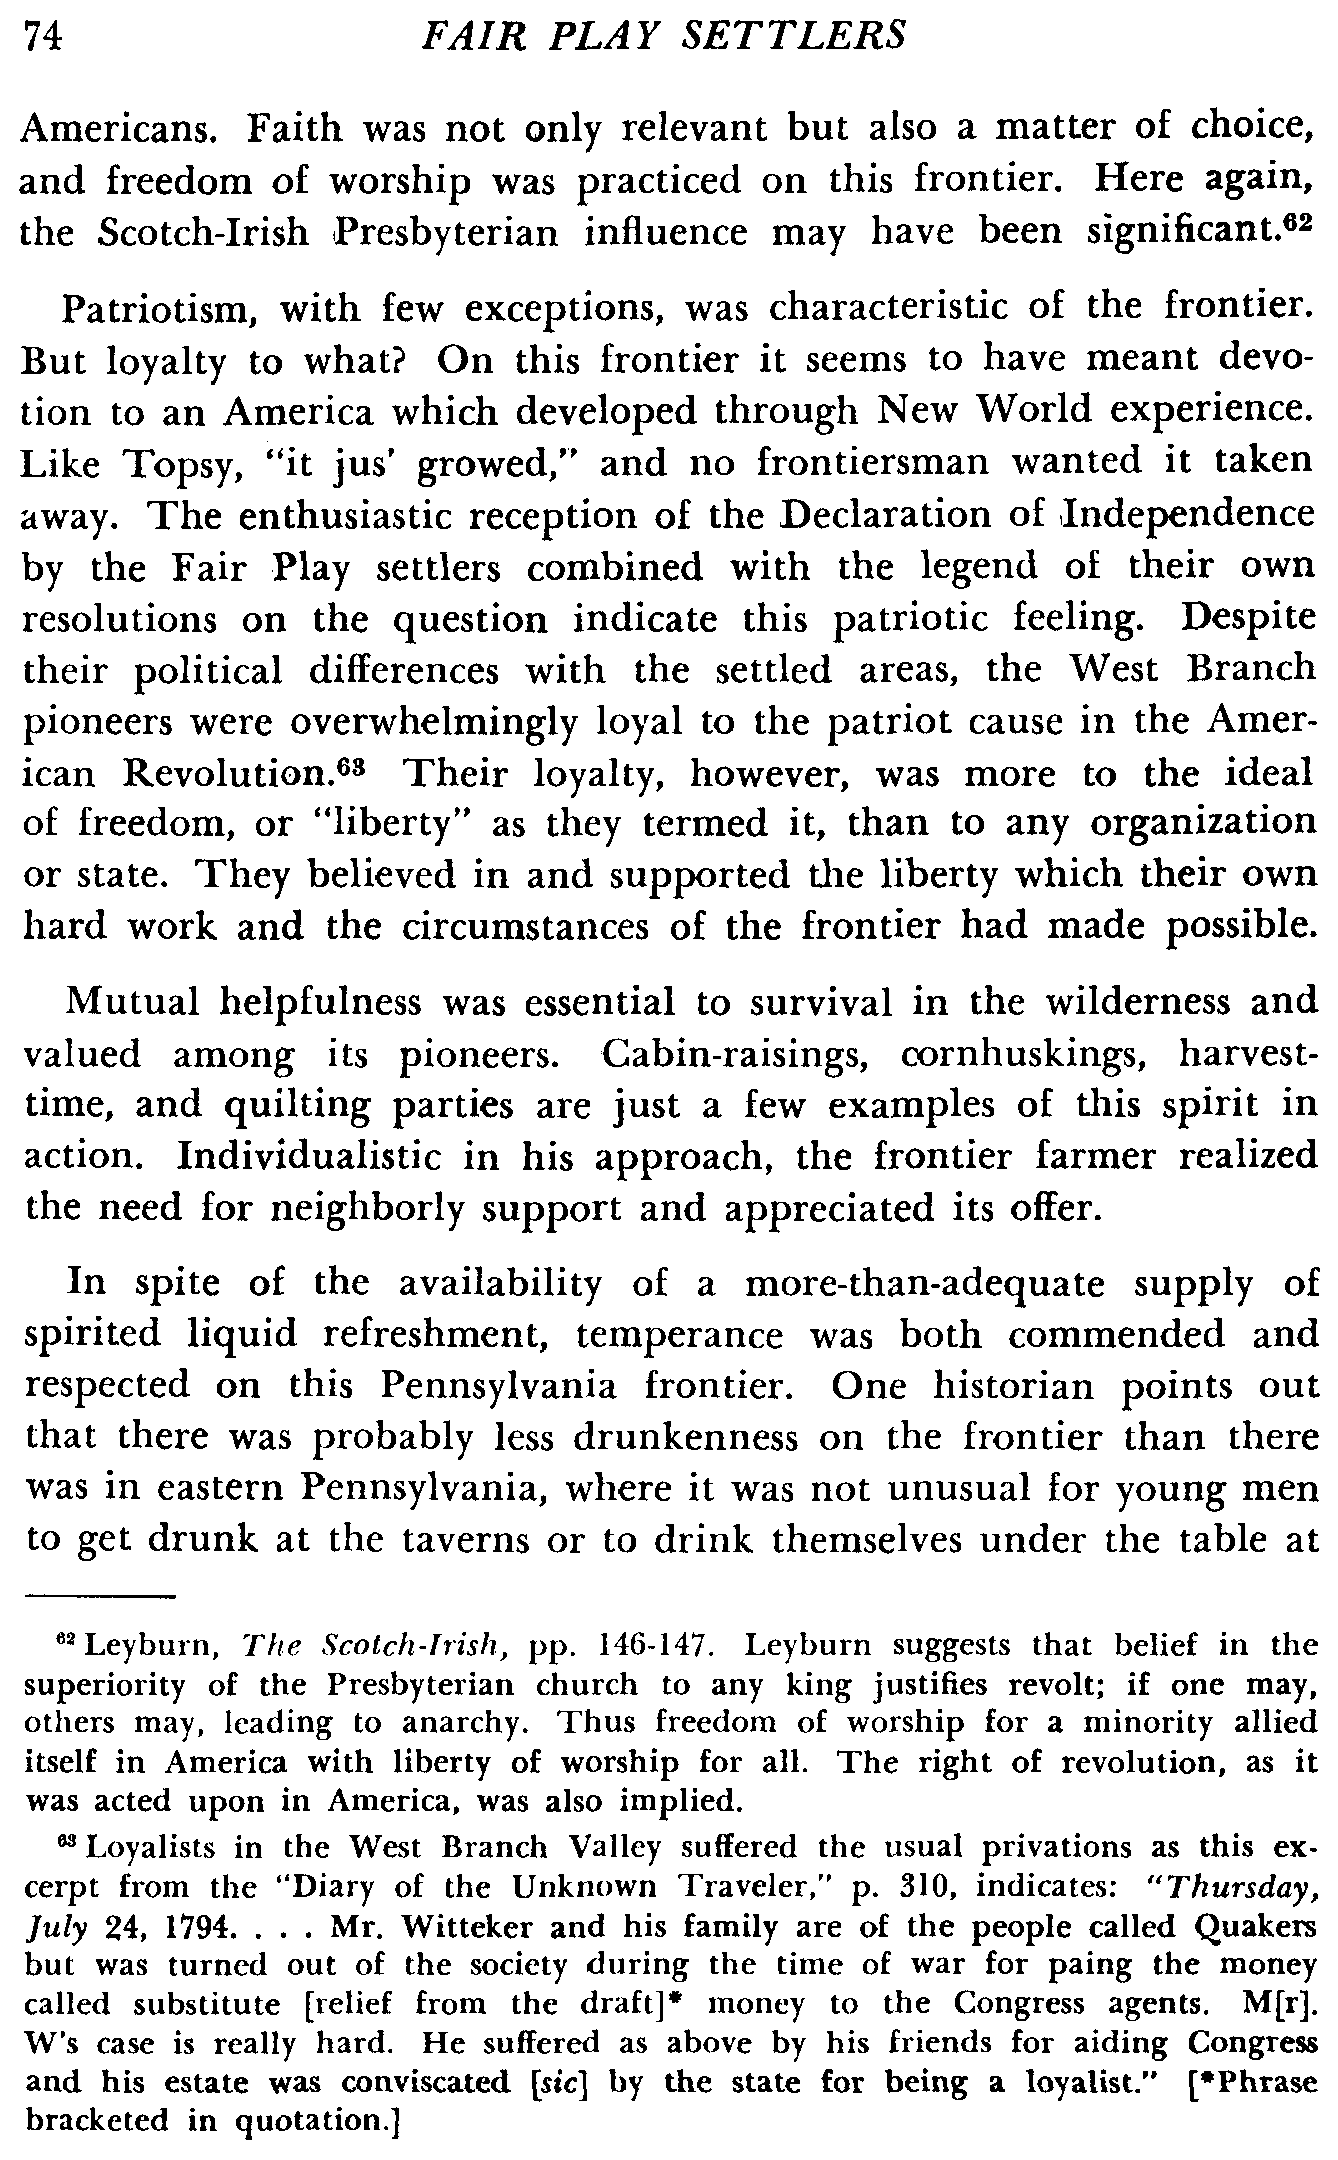 74 FAIR PLAY SETTLERS
Americans. Faith was not only relevant but also a matter of choice,
and freedom of worship was practiced on this frontier. Here again,
the Scotch-Irish Presbyterian influence may have been significant.⁶²
Patriotism, with few exceptions, was characteristic of the frontier.
But loyalty to what? On this frontier it seems to have meant devo-
tion to an America which developed through New World experience.
Like Topsy, "it jus' growed," and no frontiersman wanted it taken
away. The enthusiastic reception of the Declaration of Independence
by the Fair Play settlers combined with the legend of their own
resolutions on the question indicate this patriotic feeling. Despite
their political differences with the settled areas, the West Branch
pioneers were overwhelmingly loyal to the patriot cause in the Amer-
ican Revolution.⁶³ Their loyalty, however, was more to the ideal
of freedom, or "liberty" as they termed it, than to any organization
or state. They believed in and supported the liberty which their own
hard work and the circumstances of the frontier had made possible.
Mutual helpfulness was essential to survival in the wilderness and
valued among its pioneers. Cabin-raisings, cornhuskings, harvest-
time, and quilting parties are just a few examples of this spirit in
action. Individualistic in his approach, the frontier farmer realized
the need for neighborly support and appreciated its offer.
In spite of the availability of a more-than-adequate supply of
spirited liquid refreshment, temperance was both commended and
respected on this Pennsylvania frontier. One historian points out
that there was probably less drunkenness on the frontier than there
was in eastern Pennsylvania, where it was not unusual for young men
to get drunk at the taverns or to drink themselves under the table at
⁶² Leyburn, The Scotch-Irish, pp. 146-147. Leyburn suggests that belief in the
superiority of the Presbyterian church to any king justifies revolt; if one may,
others may, leading to anarchy. Thus freedom of worship for a minority allied
itself in America with liberty of worship for all. The right of revolution, as it
was acted upon in America, was also implied.
⁶³ Loyalists in the West Branch Valley suffered the usual privations as this ex-
cerpt from the "Diary of the Unknown Traveler," p. 310, indicates: "Thursday,
July 24, 1794. . . . Mr. Witteker and his family are of the people called Quakers
but was turned out of the society during the time of war for paing the money
called substitute [relief from the draft]* money to the Congress agents. M[r].
W's case is really hard. He suffered as above by his friends for aiding Congress
and his estate was conviscated [sic] by the state for being a loyalist." [*Phrase
bracketed in quotation.]